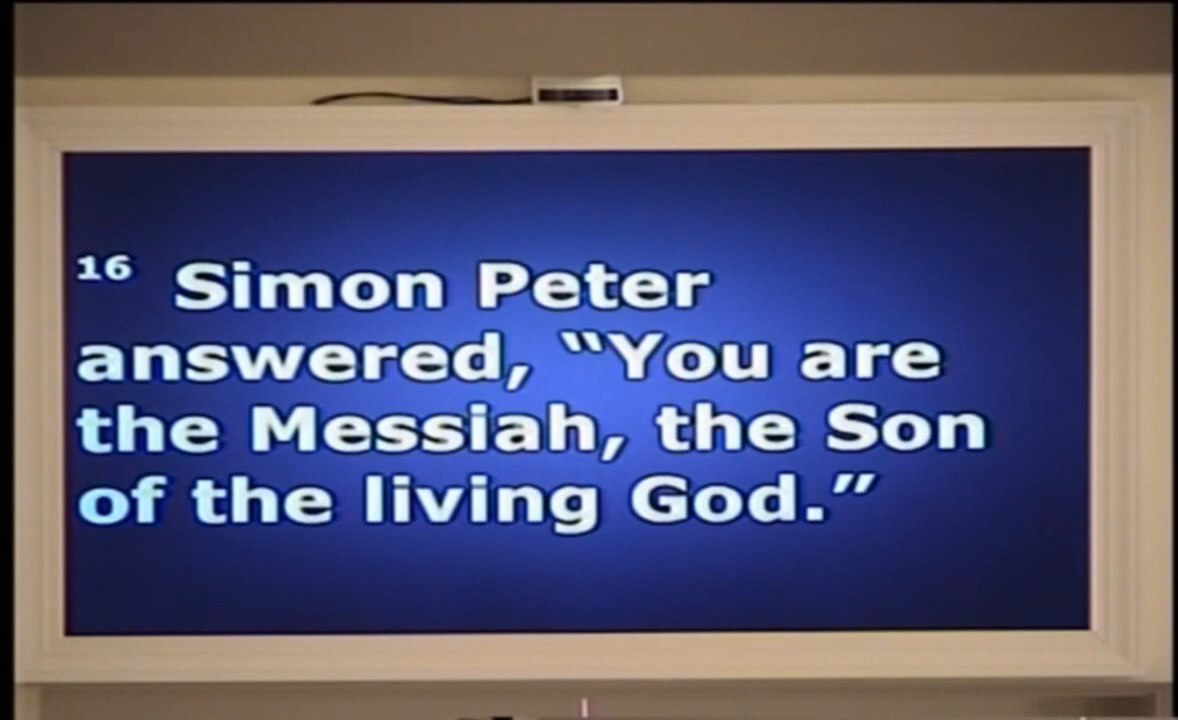 16 Simon Peter
answered, “You are
the Messiah, the Son
of the living God.”